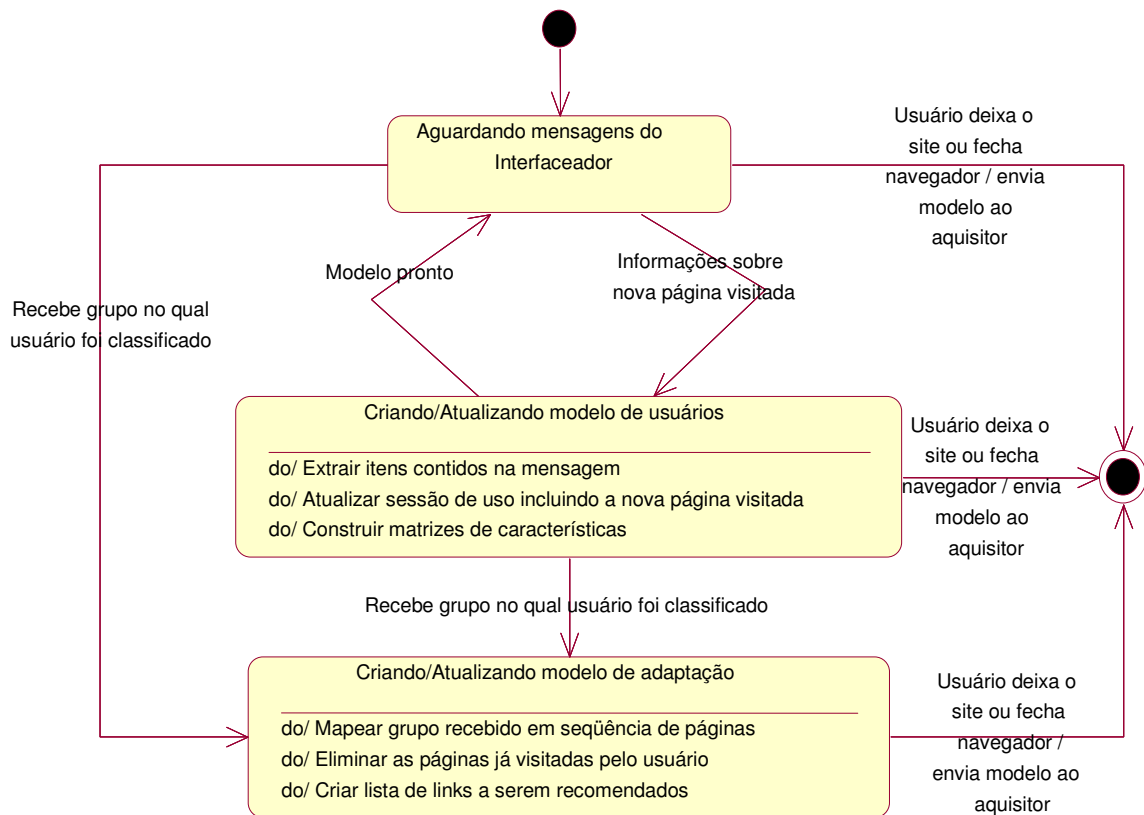 Aguardando mensagens do
Interfaceador
Usuário deixa o
site ou fecha
navegador / envia
modelo ao
aquisitor
Modelo pronto
Informações sobre
nova página visitada
Recebe grupo no qual
usuário foi classificado
Criando/Atualizando modelo de usuários
do/ Extrair itens contidos na mensagem
do/ Atualizar sessão de uso incluindo a nova página visitada
do/ Construir matrizes de características
Usuário deixa o
site ou fecha
navegador / envia
modelo ao
aquisitor
Recebe grupo no qual usuário foi classificado
Criando/Atualizando modelo de adaptação
do/ Mapear grupo recebido em seqüência de páginas
do/ Eliminar as páginas já visitadas pelo usuário
do/ Criar lista de links a serem recomendados
Usuário deixa o
site ou fecha
navegador /
envia modelo ao
aquisitor